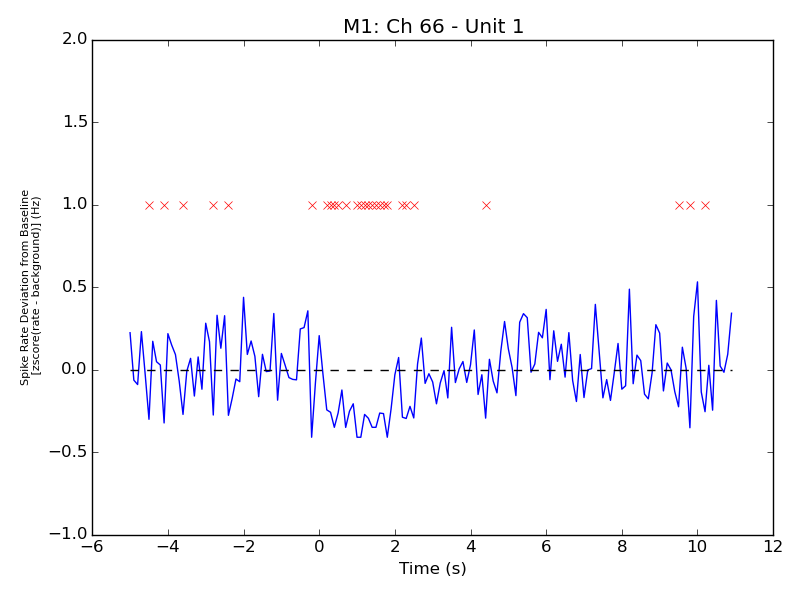 M1: Ch 66 - Unit 1
2.0
1.5
1.0
0.5
0.0
−0.5
−1.0
Spike Rate Deviation from Baseline
[zscore(rate - background)] (Hz)
−6 −4 −2 0 2 4 6 8 10 12
Time (s)